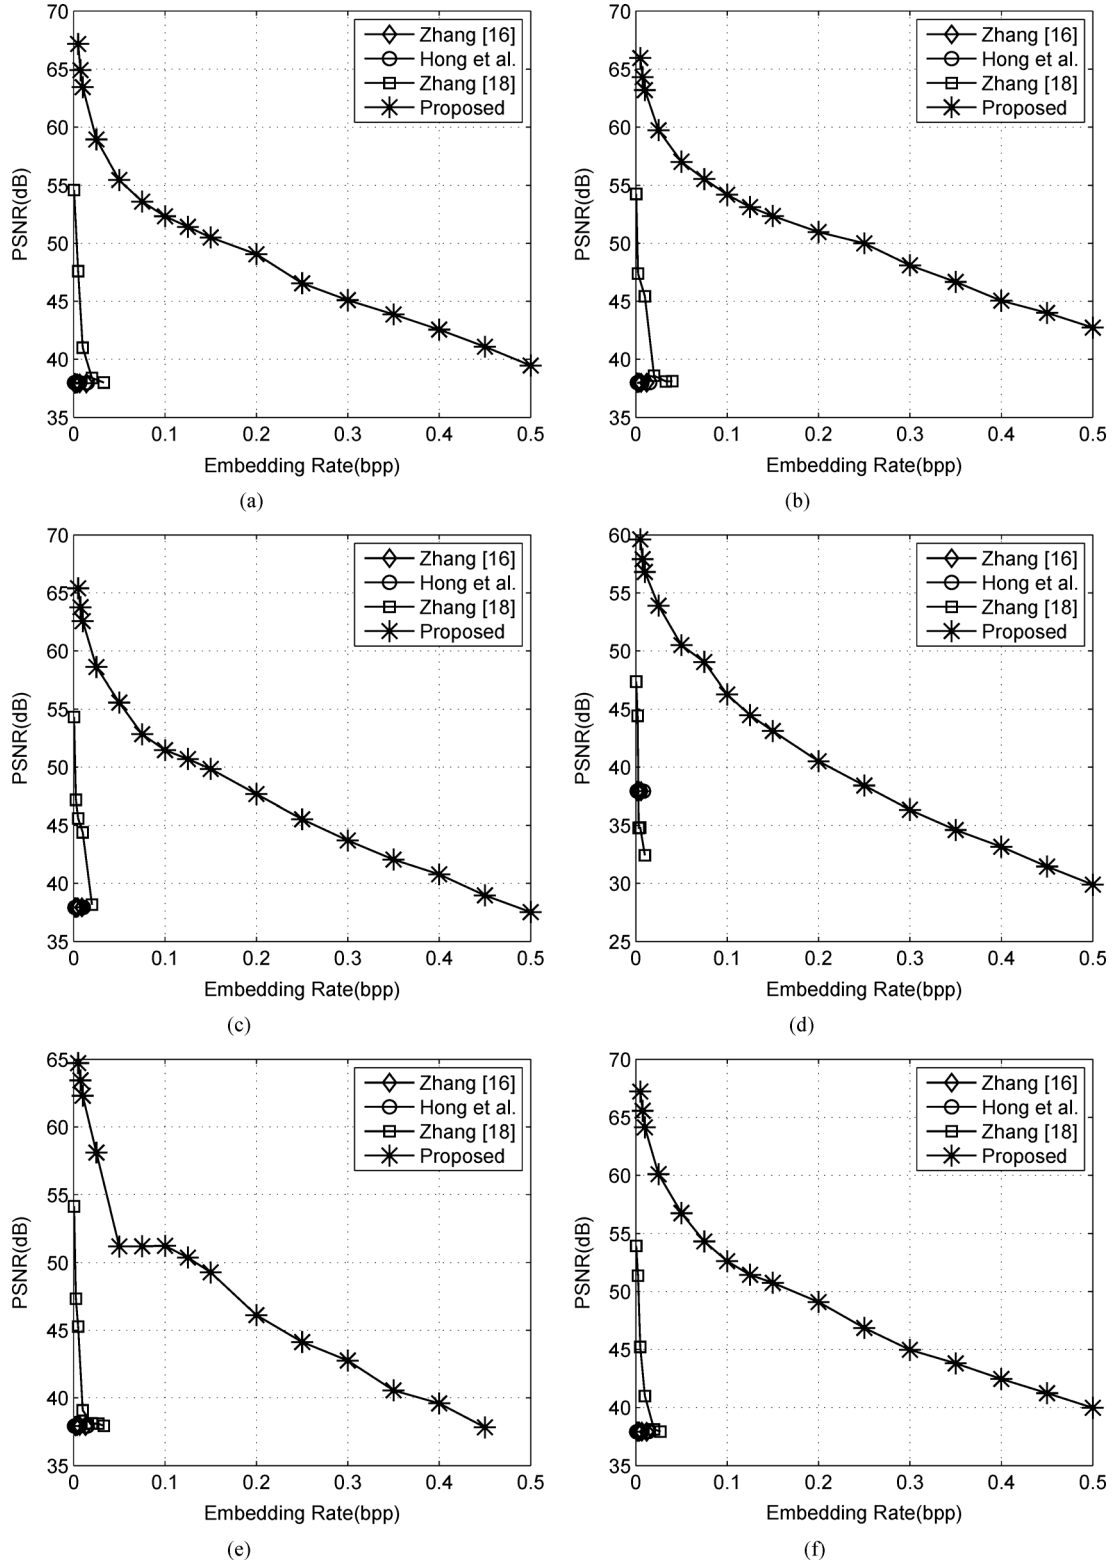 70
65
60
55
50
45
40
35
PSNR(dB)
0 0.1 0.2 0.3 0.4 0.5
Embedding Rate(bpp)
Zhang [16]
Hong et al.
Zhang [18]
Proposed
(a)
70
65
60
55
50
45
40
35
PSNR(dB)
0 0.1 0.2 0.3 0.4 0.5
Embedding Rate(bpp)
Zhang [16]
Hong et al.
Zhang [18]
Proposed
(b)
70
65
60
55
50
45
40
35
PSNR(dB)
0 0.1 0.2 0.3 0.4 0.5
Embedding Rate(bpp)
Zhang [16]
Hong et al.
Zhang [18]
Proposed
(c)
60
55
50
45
40
35
30
25
PSNR(dB)
0 0.1 0.2 0.3 0.4 0.5
Embedding Rate(bpp)
Zhang [16]
Hong et al.
Zhang [18]
Proposed
(d)
65
60
55
50
45
40
35
PSNR(dB)
0 0.1 0.2 0.3 0.4 0.5
Embedding Rate(bpp)
Zhang [16]
Hong et al.
Zhang [18]
Proposed
(e)
70
65
60
55
50
45
40
35
PSNR(dB)
0 0.1 0.2 0.3 0.4 0.5
Embedding Rate(bpp)
Zhang [16]
Hong et al.
Zhang [18]
Proposed
(f)